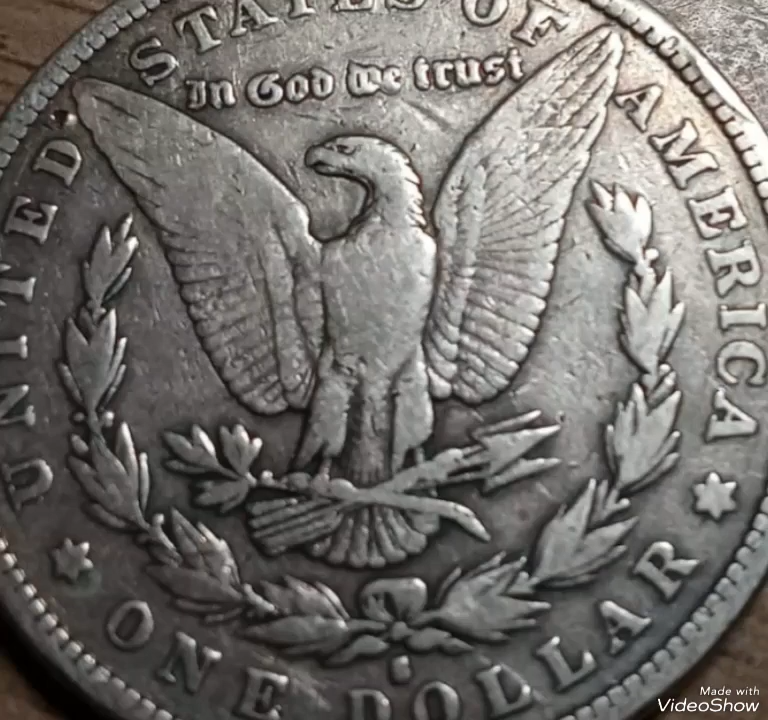 UNITED STATES OF AMERICA
In God we trust
ONE DOLLAR
Made with
VideoShow